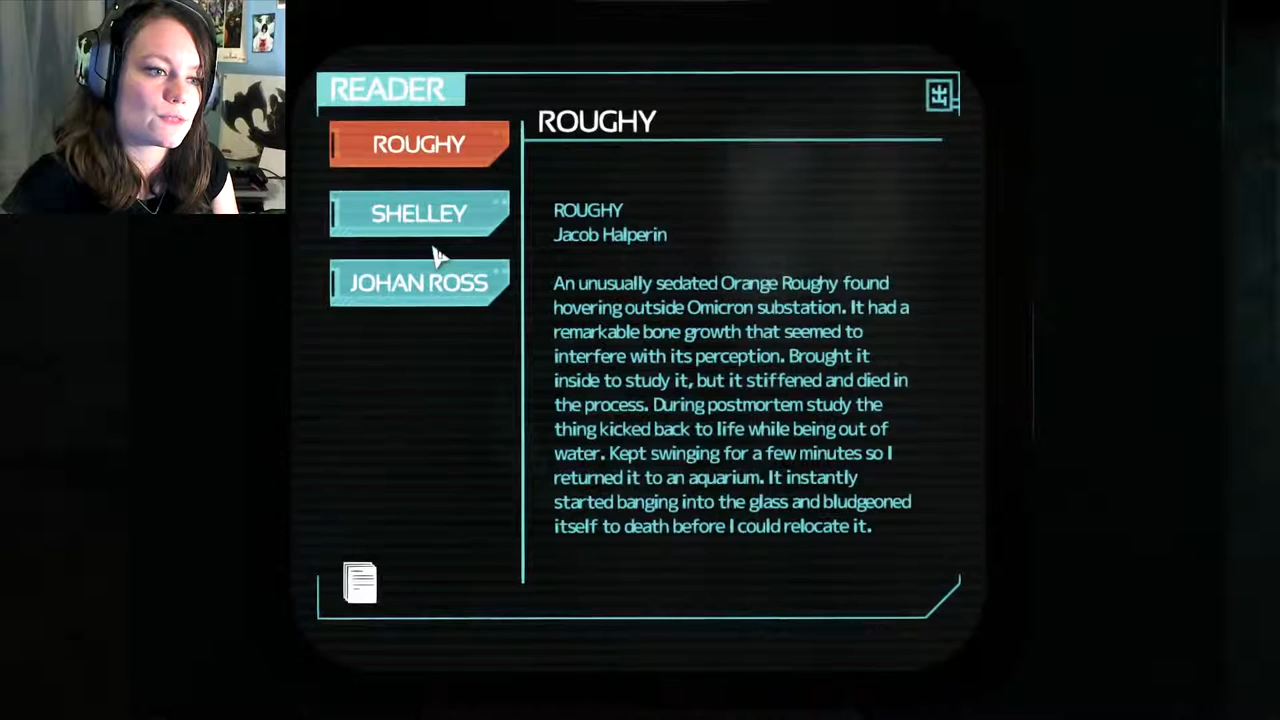 READER
ROUGHY
SHELLEY
JOHAN ROSS
ROUGHY
ROUGHY
Jacob Halperin
An unusually sedated Orange Roughy found
hovering outside Omicron substation. It had a
remarkable bone growth that seemed to
interfere with its perception. Brought it
inside to study it, but it stiffened and died in
the process. During postmortem study the
thing kicked back to life while being out of
water. Kept swinging for a few minutes so I
returned it to an aquarium. It instantly
started banging into the glass and bludgeoned
itself to death before I could relocate it.